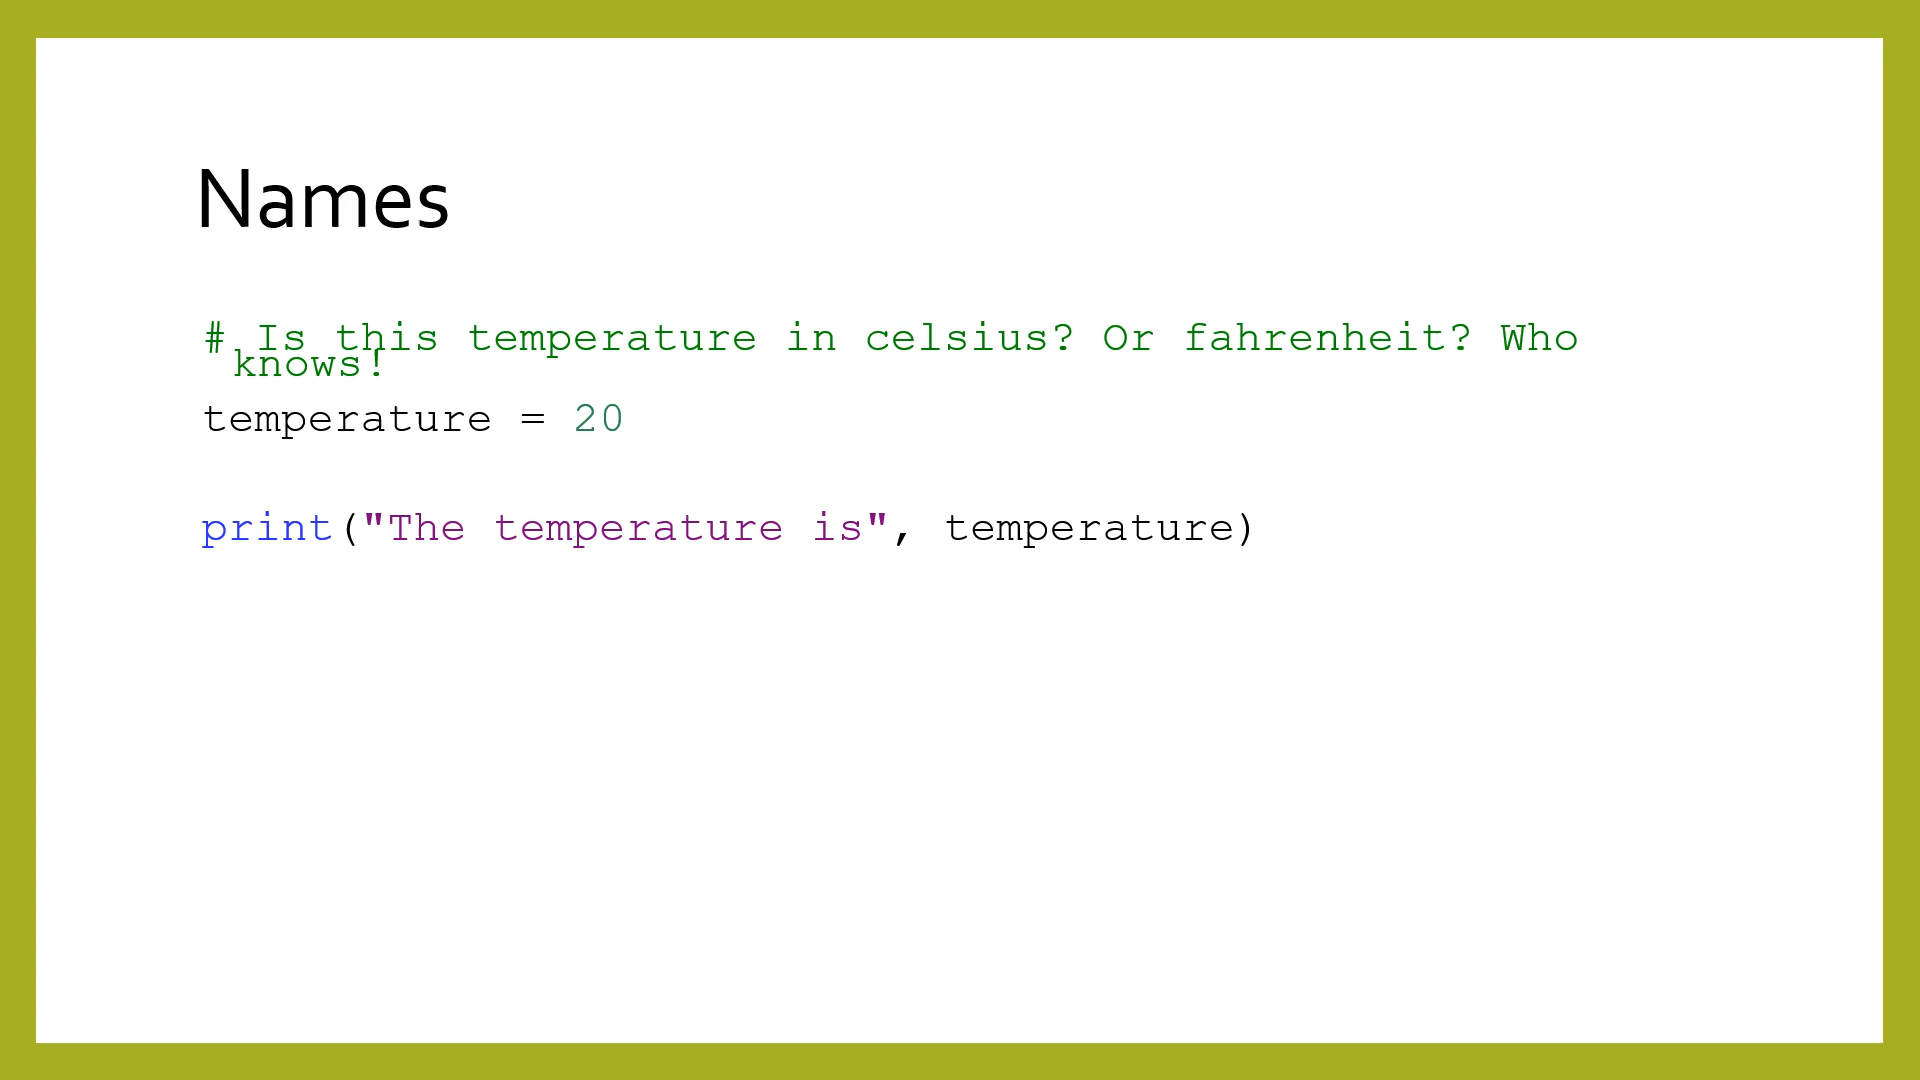 Names
# Is this temperature in celsius? Or fahrenheit? Who
knows!
temperature = 20
print("The temperature is", temperature)